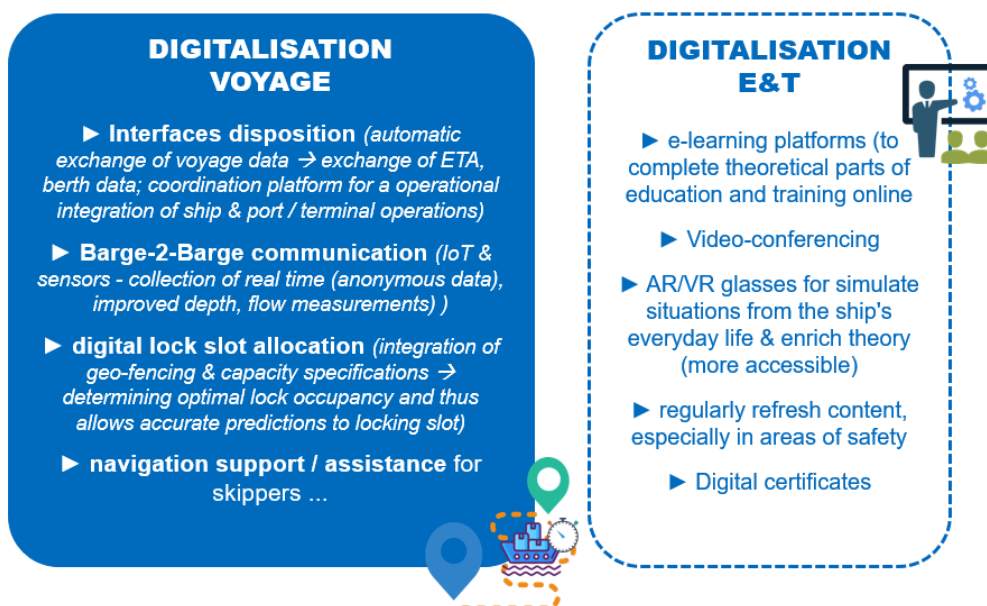 DIGITALISATION
VOYAGE
► Interfaces disposition (automatic
exchange of voyage data → exchange of ETA,
berth data; coordination platform for a operational
integration of ship & port / terminal operations)
► Barge-2-Barge communication (IoT &
sensors - collection of real time (anonymous data),
improved depth, flow measurements) )
► digital lock slot allocation (integration of
geo-fencing & capacity specifications →
determining optimal lock occupancy and thus
allows accurate predictions to locking slot)
► navigation support / assistance for
skippers ...
DIGITALISATION
E&T
► e-learning platforms (to
complete theoretical parts of
education and training online
► Video-conferencing
► AR/VR glasses for simulate
situations from the ship's
everyday life & enrich theory
(more accessible)
► regularly refresh content,
especially in areas of safety
► Digital certificates